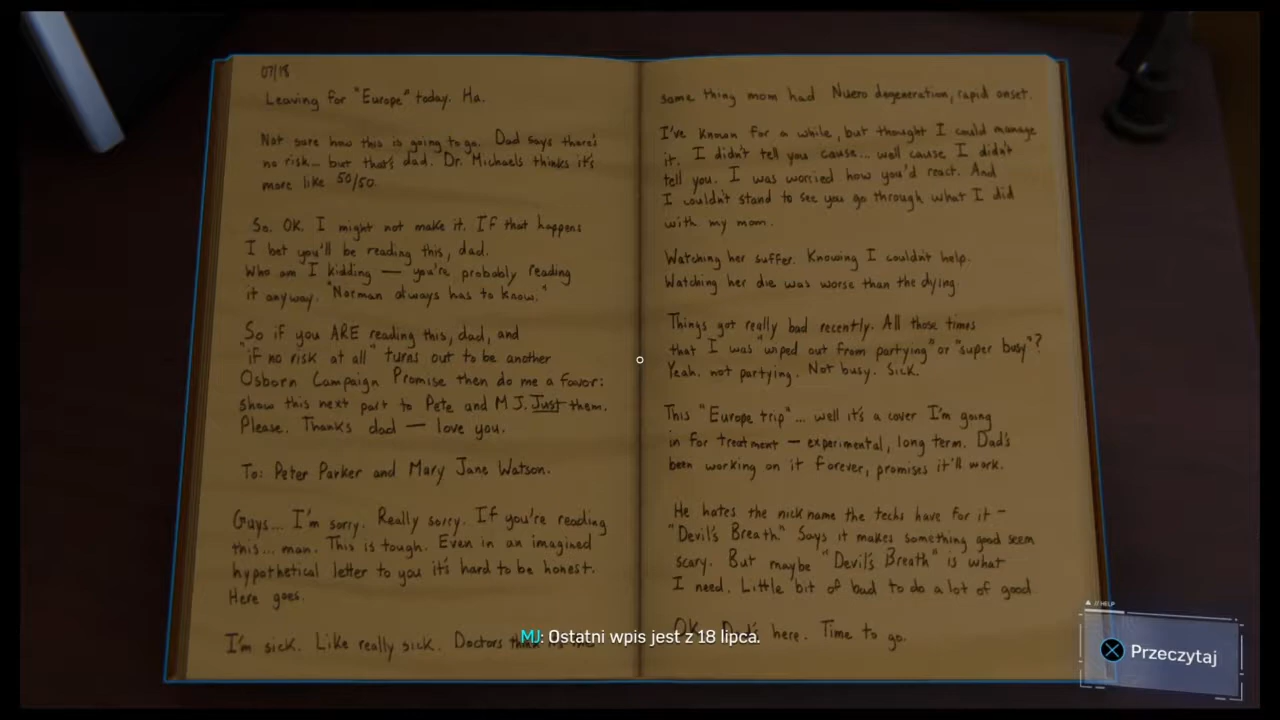 07/18
Leaving for "Europe" today. Ha.
Not sure how this is going to go. Dad says there's
no risk... but that's dad. Dr. Michaels thinks it's
more like 50/50.
So. OK. I might not make it. If that happens
I bet you'll be reading this, dad.
Who am I kidding — you're probably reading
it anyway. "Norman always has to know."
So if you ARE reading this, dad, and
"if no risk at all" turns out to be another
Osborn Campaign Promise then do me a favor:
show this next part to Pete and MJ. Just them.
Please. Thanks dad — love you.
To: Peter Parker and Mary Jane Watson.
Guys... I'm sorry. Really sorry. If you're reading
this... man. This is tough. Even in an imagined
hypothetical letter to you it's hard to be honest.
Here goes.
I'm sick. Like really sick. Doctors think
same thing mom had Nuero degeneration, rapid onset.
I've known for a while, but thought I could manage
it. I didn't tell you cause... well cause I didn't
tell you. I was worried how you'd react. And
I couldn't stand to see you go through what I did
with my mom.
Watching her suffer. Knowing I couldn't help.
Watching her die was worse than the dying.
Things got really bad recently. All those times
that I was "wiped out from partying" or "super busy"?
Yeah. not partying. Not busy. Sick.
This "Europe trip"... well it's a cover I'm going
in for treatment — experimental, long term. Dad's
been working on it forever, promises it'll work.
He hates the nickname the techs have for it —
"Devil's Breath." Says it makes something good seem
scary. But maybe "Devil's Breath" is what
I need. Little bit of bad to do a lot of good.
OK. Dad's here. Time to go.
MJ: Ostatni wpis jest z 18 lipca.
// HELP
Przeczytaj